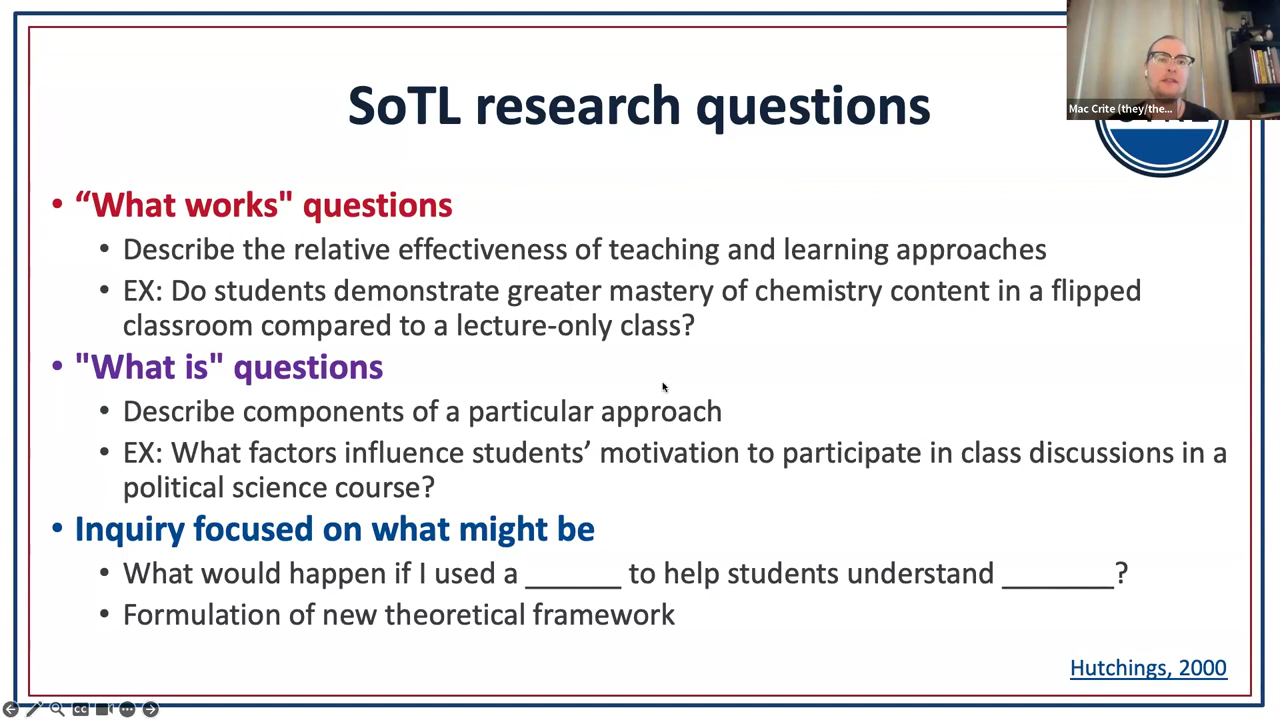 SoTL research questions
Mac Crite (they/the...
• “What works" questions
• Describe the relative effectiveness of teaching and learning approaches
• EX: Do students demonstrate greater mastery of chemistry content in a flipped
classroom compared to a lecture-only class?
• "What is" questions
• Describe components of a particular approach
• EX: What factors influence students’ motivation to participate in class discussions in a
political science course?
• Inquiry focused on what might be
• What would happen if I used a ______ to help students understand _______?
• Formulation of new theoretical framework
Hutchings, 2000
CC